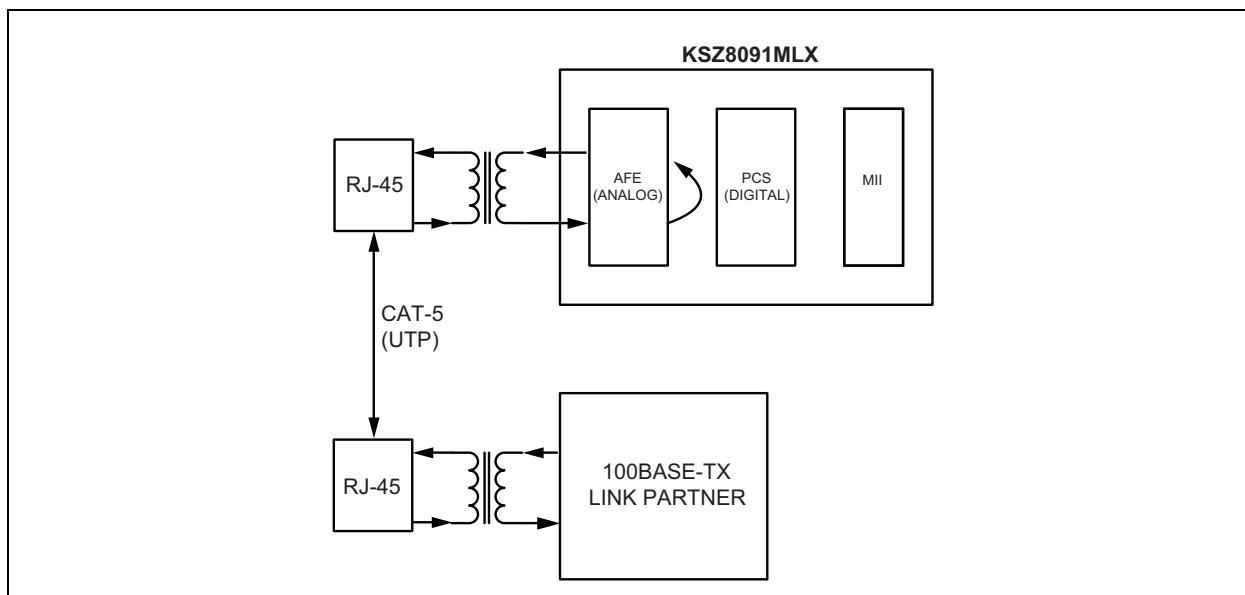 KSZ8091MLX
RJ-45
AFE
(ANALOG)
PCS
(DIGITAL)
MII
CAT-5
(UTP)
RJ-45
100BASE-TX
LINK PARTNER